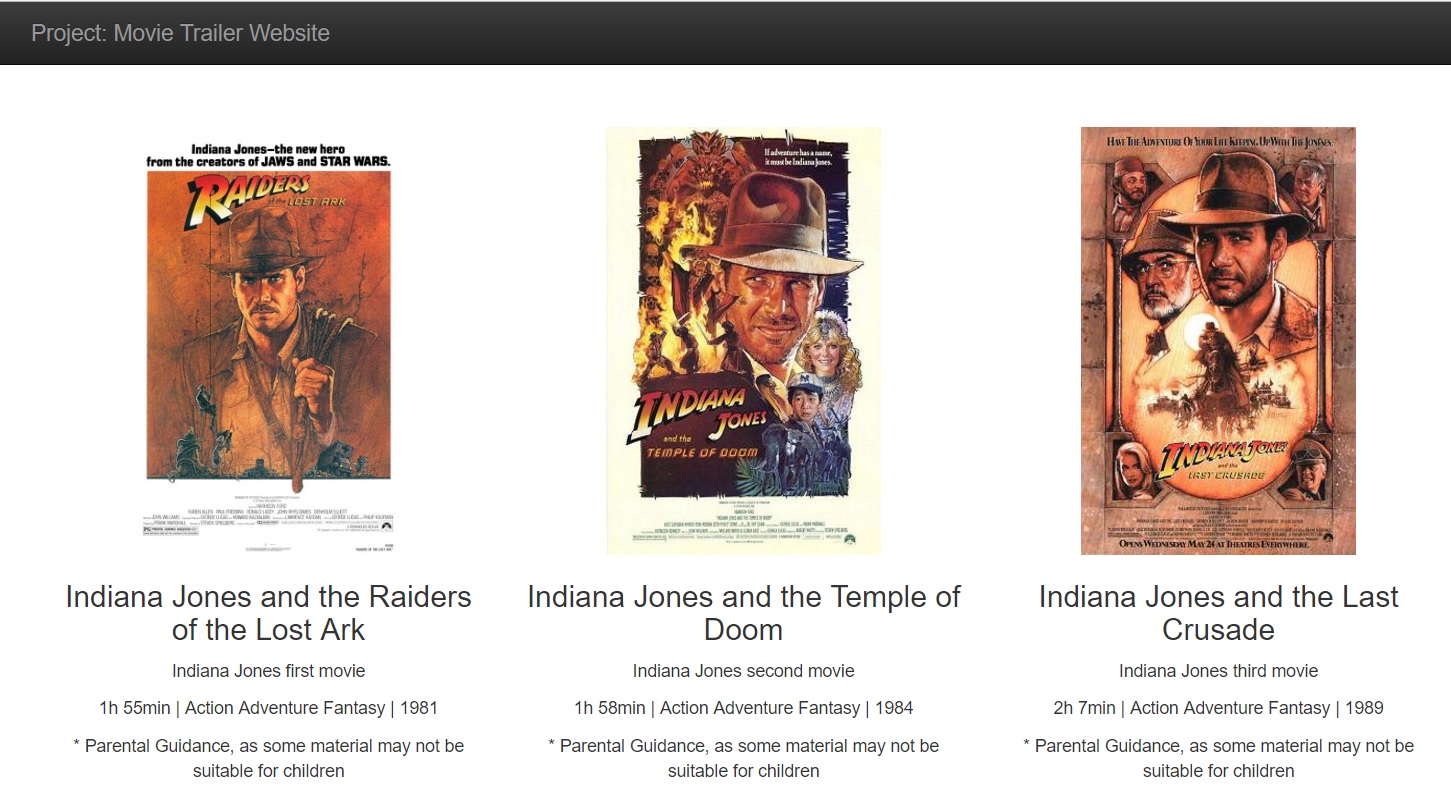 Project: Movie Trailer Website
Indiana Jones—the new hero
from the creators of JAWS and STAR WARS.
RAIDERS
of the LOST ARK
If adventure has a name,
it must be Indiana Jones.
INDIANA
JONES
and the
TEMPLE OF DOOM
HAVE THE ADVENTURE OF YOUR LIFE KEEPING UP WITH THE JONESES.
INDIANA JONES
and the
LAST CRUSADE
OPENS WEDNESDAY MAY 24 AT THEATRES EVERYWHERE.
Indiana Jones and the Raiders
of the Lost Ark
Indiana Jones first movie
1h 55min | Action Adventure Fantasy | 1981
* Parental Guidance, as some material may not be
suitable for children
Indiana Jones and the Temple of
Doom
Indiana Jones second movie
1h 58min | Action Adventure Fantasy | 1984
* Parental Guidance, as some material may not be
suitable for children
Indiana Jones and the Last
Crusade
Indiana Jones third movie
2h 7min | Action Adventure Fantasy | 1989
* Parental Guidance, as some material may not be
suitable for children